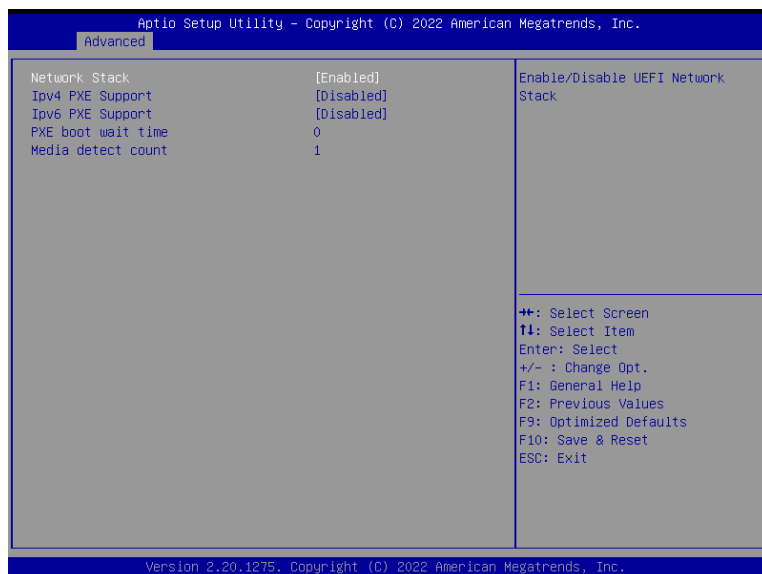 Aptio Setup Utility – Copyright (C) 2022 American Megatrends, Inc.
Advanced
Network Stack [Enabled]
Ipv4 PXE Support [Disabled]
Ipv6 PXE Support [Disabled]
PXE boot wait time 0
Media detect count 1
Enable/Disable UEFI Network
Stack
→←: Select Screen
↑↓: Select Item
Enter: Select
+/- : Change Opt.
F1: General Help
F2: Previous Values
F9: Optimized Defaults
F10: Save & Reset
ESC: Exit
Version 2.20.1275. Copyright (C) 2022 American Megatrends, Inc.